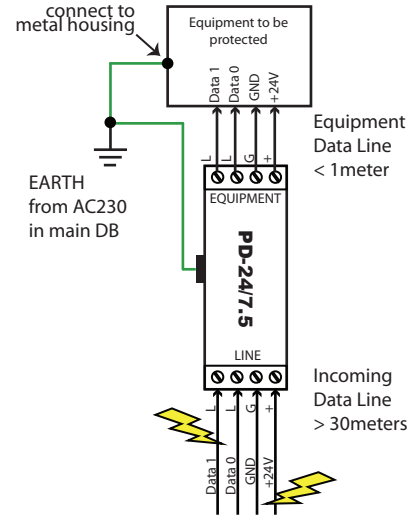 connect to
metal housing
Equipment to be
protected
Data 1
Data 0
GND
+24V
L
L
G
+
Equipment
Data Line
< 1meter
EARTH
from AC230
in main DB
EQUIPMENT
PD-24/7.5
LINE
Incoming
Data Line
> 30meters
L
L
G
+
Data 1
Data 0
GND
+24V